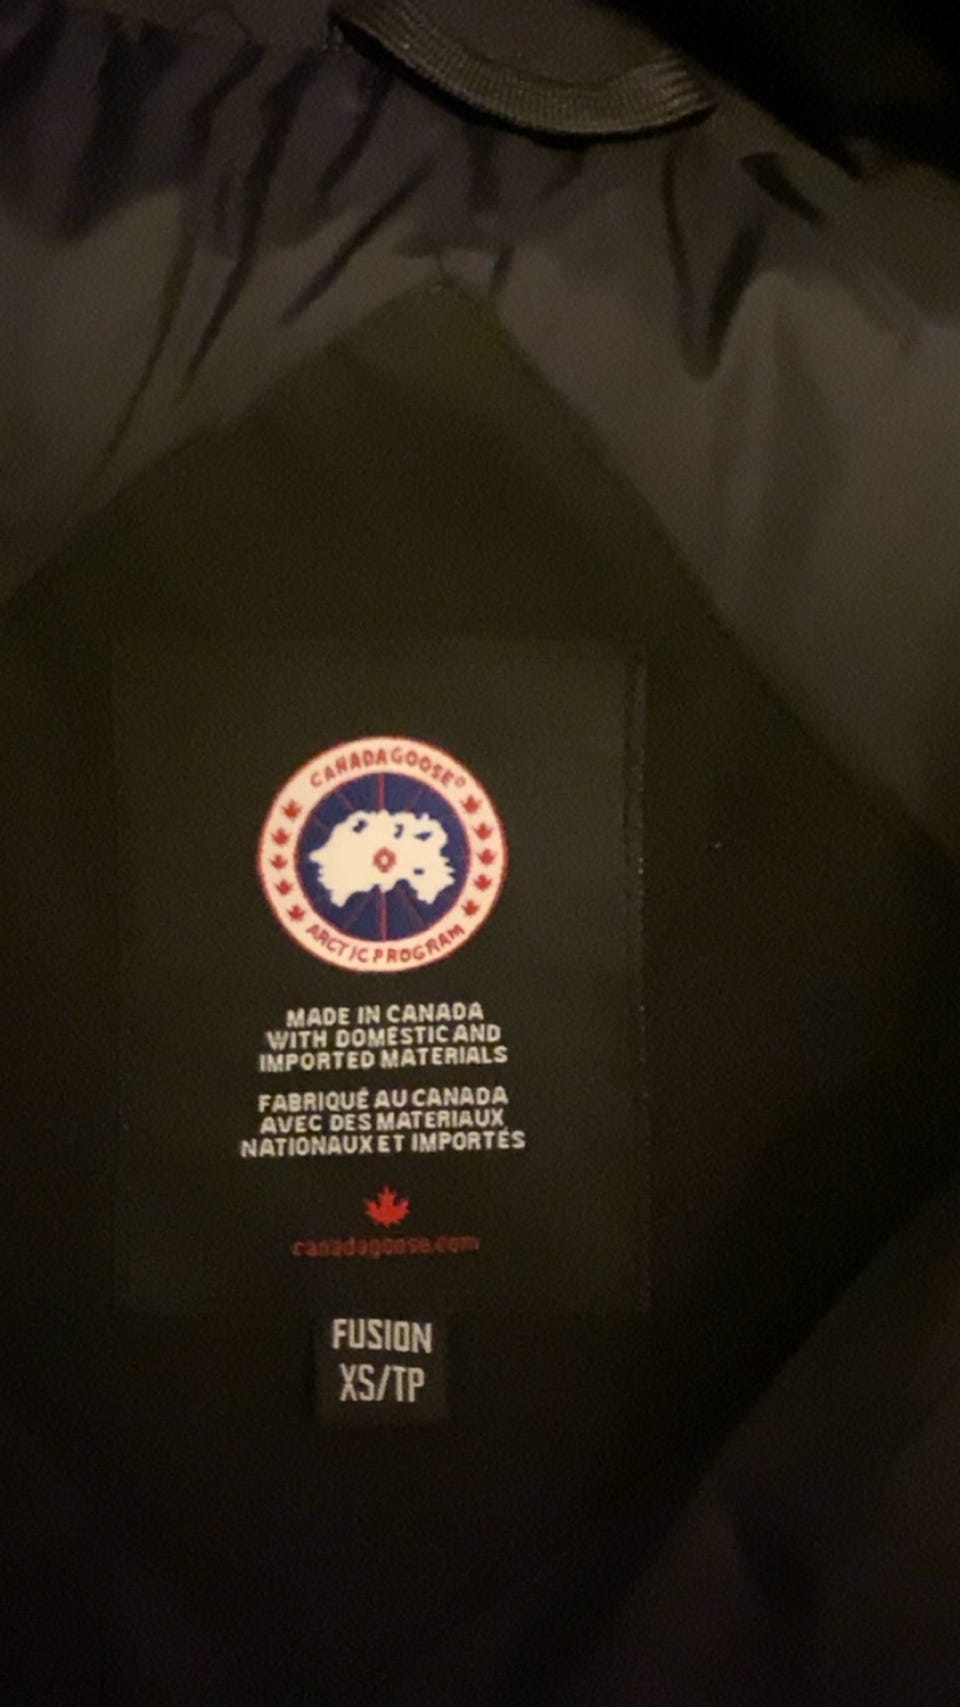 CANADA GOOSE®
ARCTIC PROGRAM
MADE IN CANADA
WITH DOMESTIC AND
IMPORTED MATERIALS
FABRIQUÉ AU CANADA
AVEC DES MATERIAUX
NATIONAUX ET IMPORTÉS
canadagoose.com
FUSION
XS/TP